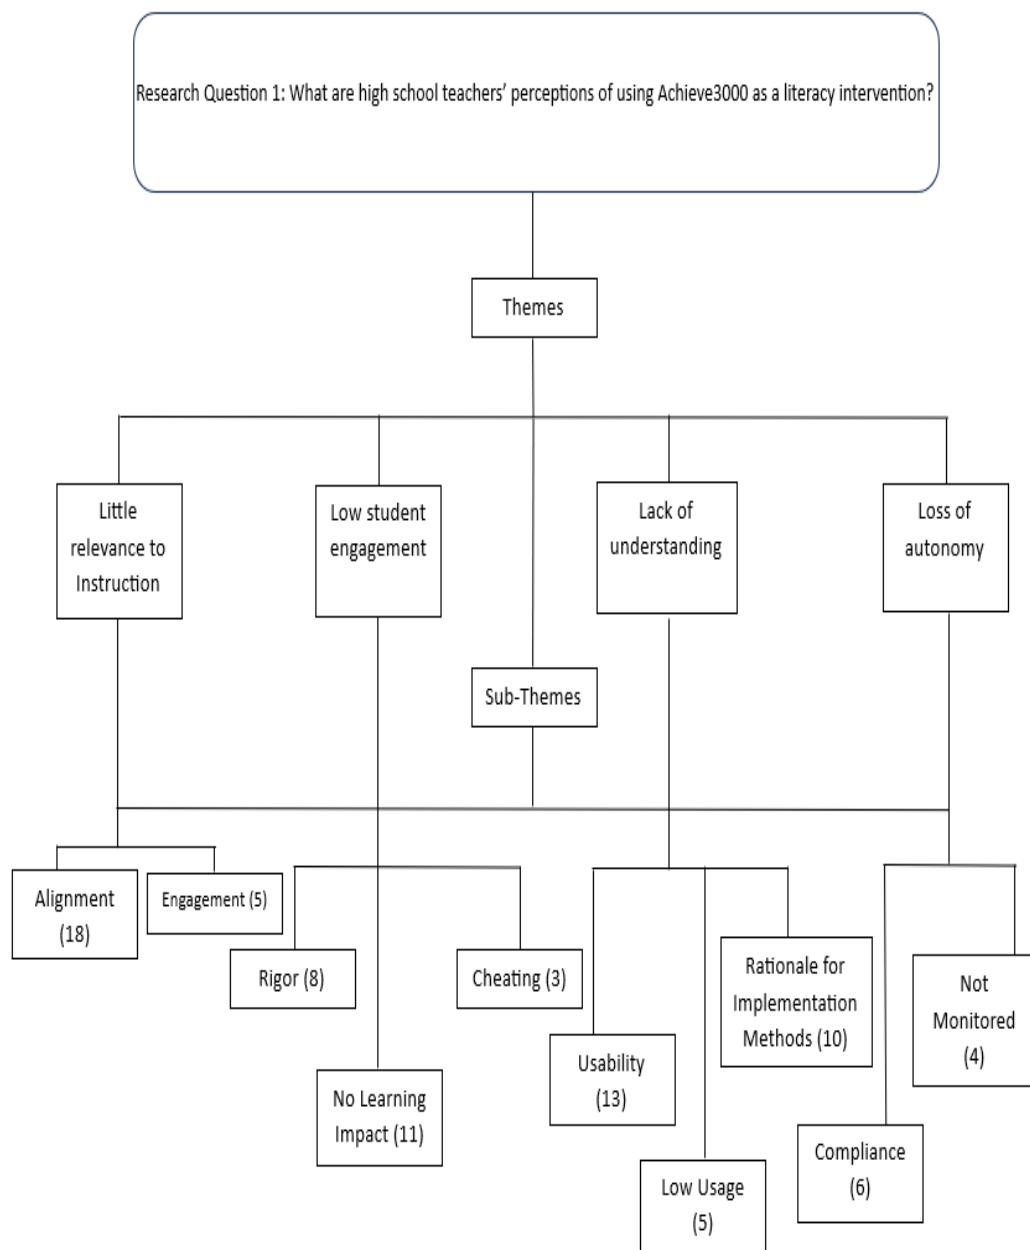 Research Question 1: What are high school teachers’ perceptions of using Achieve3000 as a literacy intervention?
Themes
Little
relevance to
Instruction
Low student
engagement
Lack of
understanding
Loss of
autonomy
Sub-Themes
Alignment
(18)
Engagement (5)
Rigor (8)
Cheating (3)
Rationale for
Implementation
Methods (10)
Not
Monitored
(4)
Usability
(13)
No Learning
Impact (11)
Compliance
(6)
Low Usage
(5)